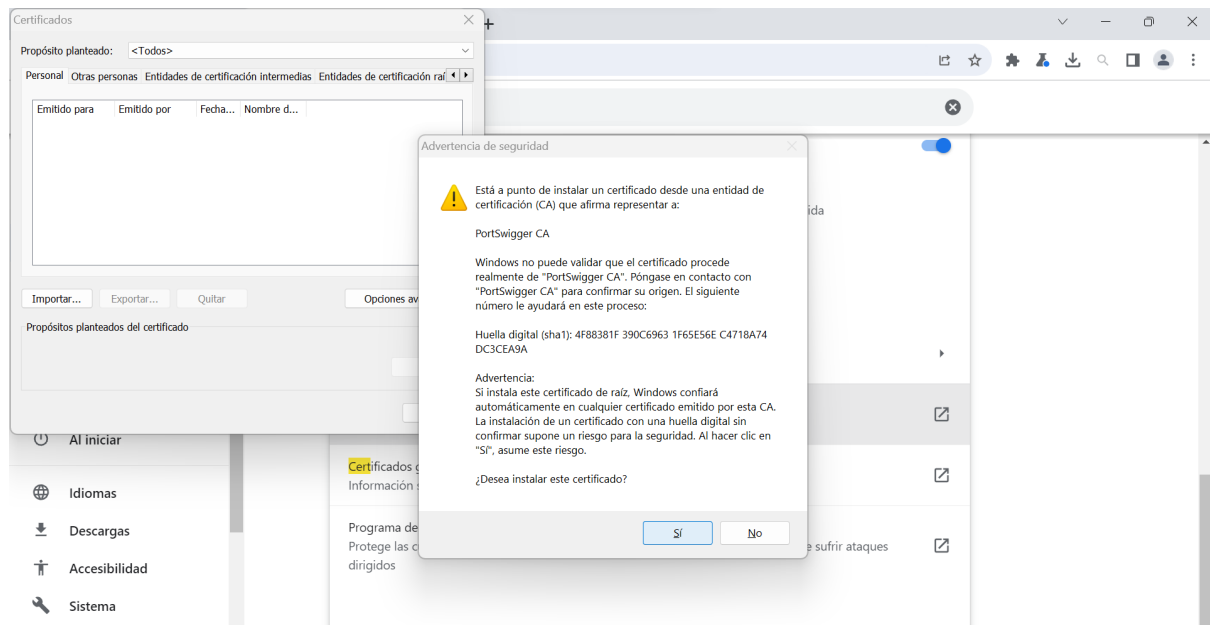 Certificados
Propósito planteado: <Todos>
Personal Otras personas Entidades de certificación intermedias Entidades de certificación raí
Emitido para Emitido por Fecha... Nombre d...
Importar... Exportar... Quitar Opciones av
Propósitos planteados del certificado
Advertencia de seguridad
Está a punto de instalar un certificado desde una entidad de
certificación (CA) que afirma representar a:
PortSwigger CA
Windows no puede validar que el certificado procede
realmente de "PortSwigger CA". Póngase en contacto con
"PortSwigger CA" para confirmar su origen. El siguiente
número le ayudará en este proceso:
Huella digital (sha1): 4F88381F 390C6963 1F65E56E C4718A74
DC3CEA9A
Advertencia:
Si instala este certificado de raíz, Windows confiará
automáticamente en cualquier certificado emitido por esta CA.
La instalación de un certificado con una huella digital sin
confirmar supone un riesgo para la seguridad. Al hacer clic en
"Sí", asume este riesgo.
¿Desea instalar este certificado?
Sí No
ida
Al iniciar
Idiomas
Descargas
Accesibilidad
Sistema
Certificados g
Información s
Programa de
Protege las c
e sufrir ataques
dirigidos